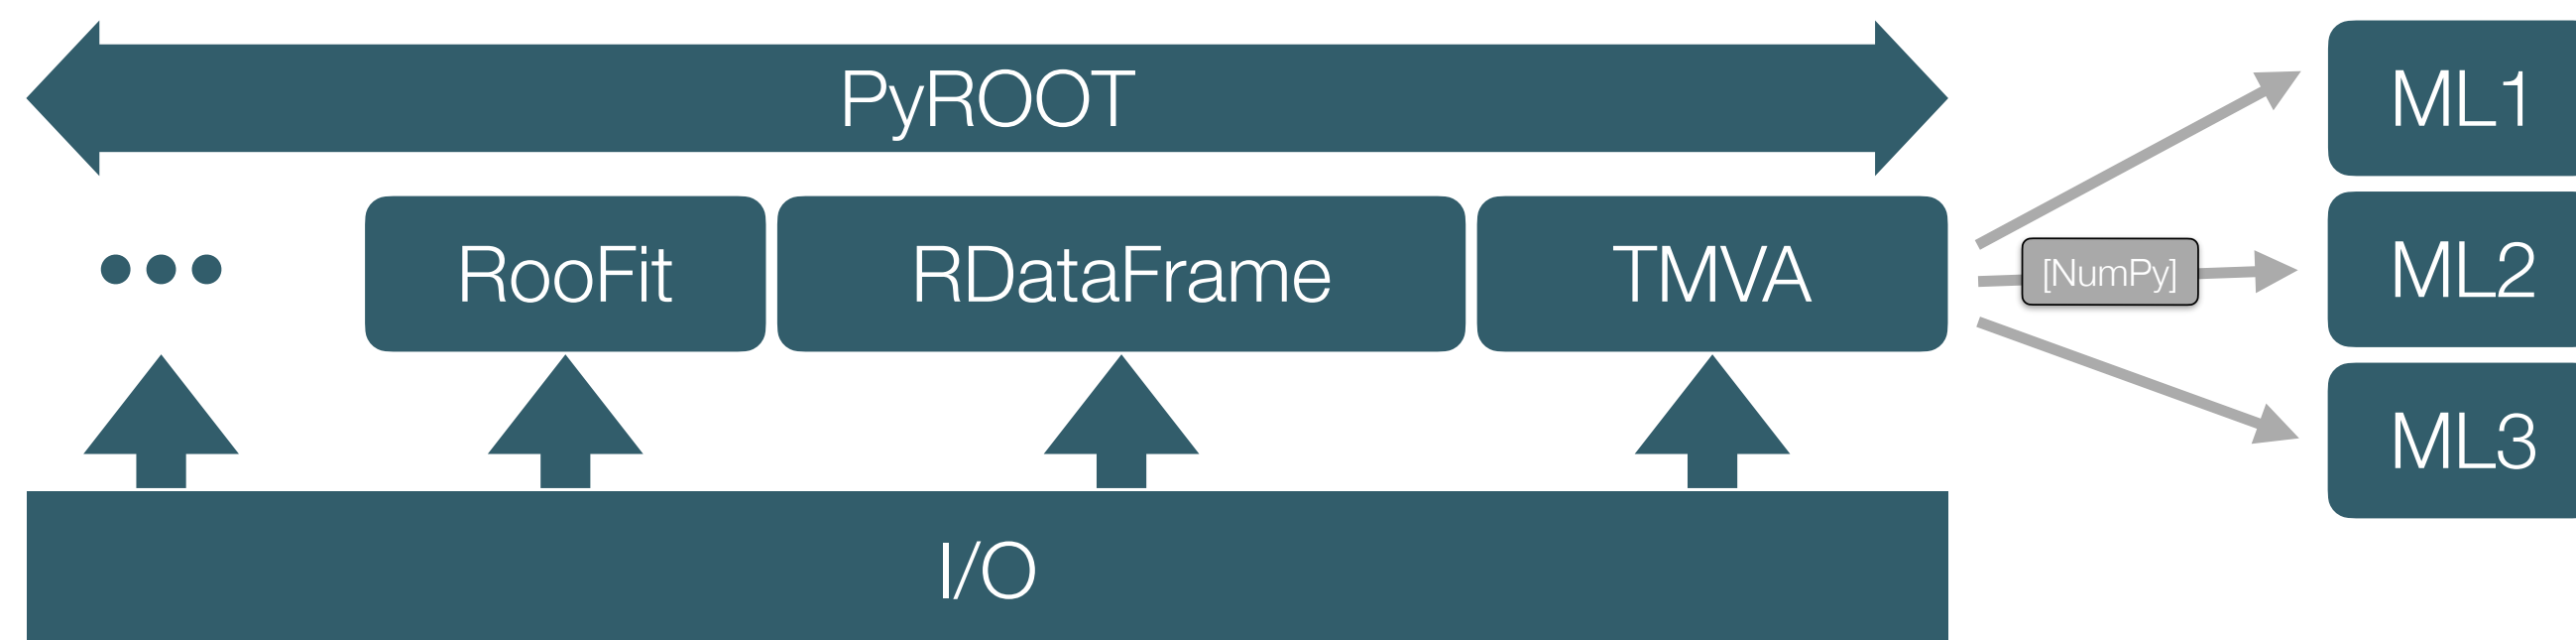 PyROOT
RooFit
RDataFrame
TMVA
I/O
[NumPy]
ML1
ML2
ML3